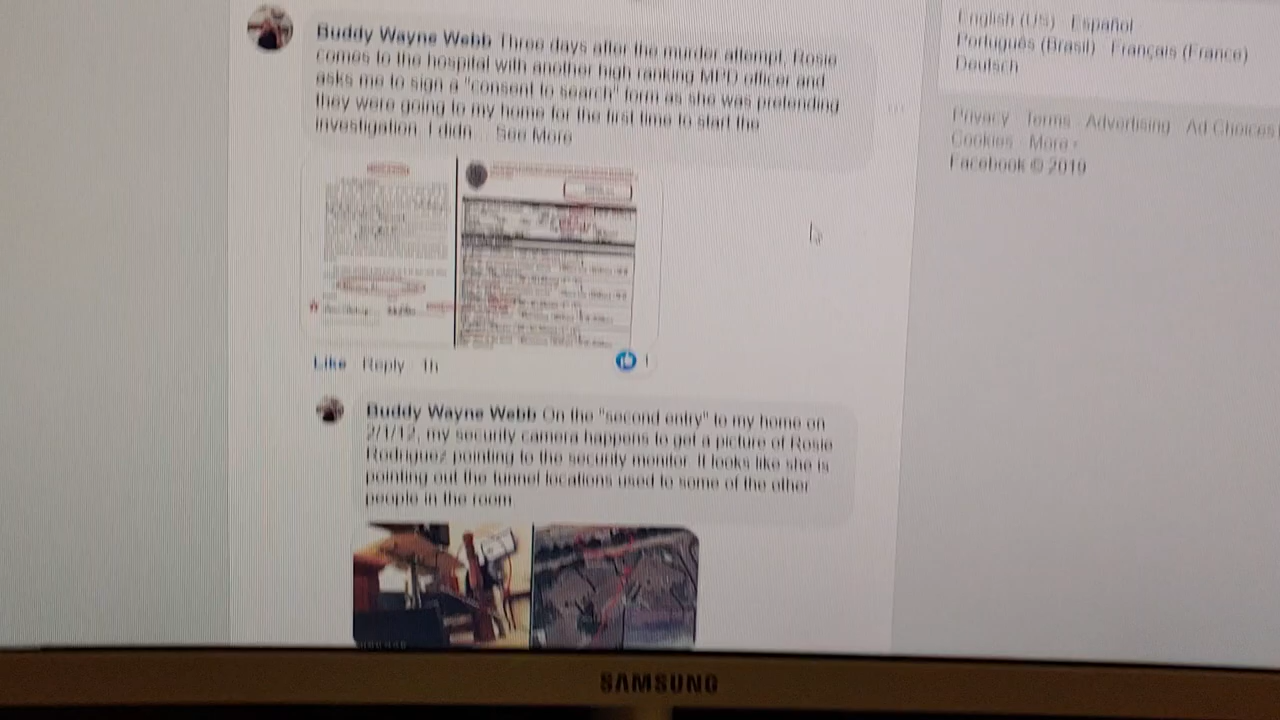 Buddy Wayne Webb Three days after the murder attempt, Rosie
comes to the hospital with another high ranking MPD officer and
asks me to sign a "consent to search" form as she was pretending
they were going to my home for the first time to start the
investigation. I didn... See More
Like Reply 1h 1
Buddy Wayne Webb On the "second entry" to my home on
2/1/12, my security camera happens to get a picture of Rosie
Rodriguez pointing to the security monitor. It looks like she is
pointing out the tunnel locations used to some of the other
people in the room
English (US) Español
Português (Brasil) Français (France)
Deutsch
Privacy Terms Advertising Ad Choices
Cookies More
Facebook © 2019
SAMSUNG